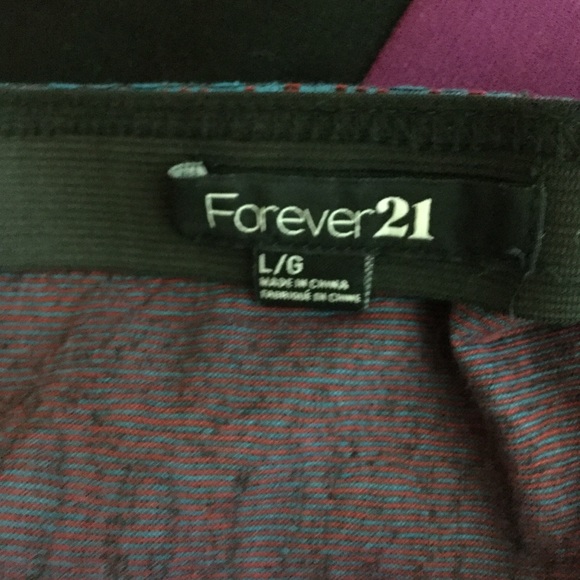 Forever21
L/G
MADE IN CHINA
FABRIQUÉ EN CHINE